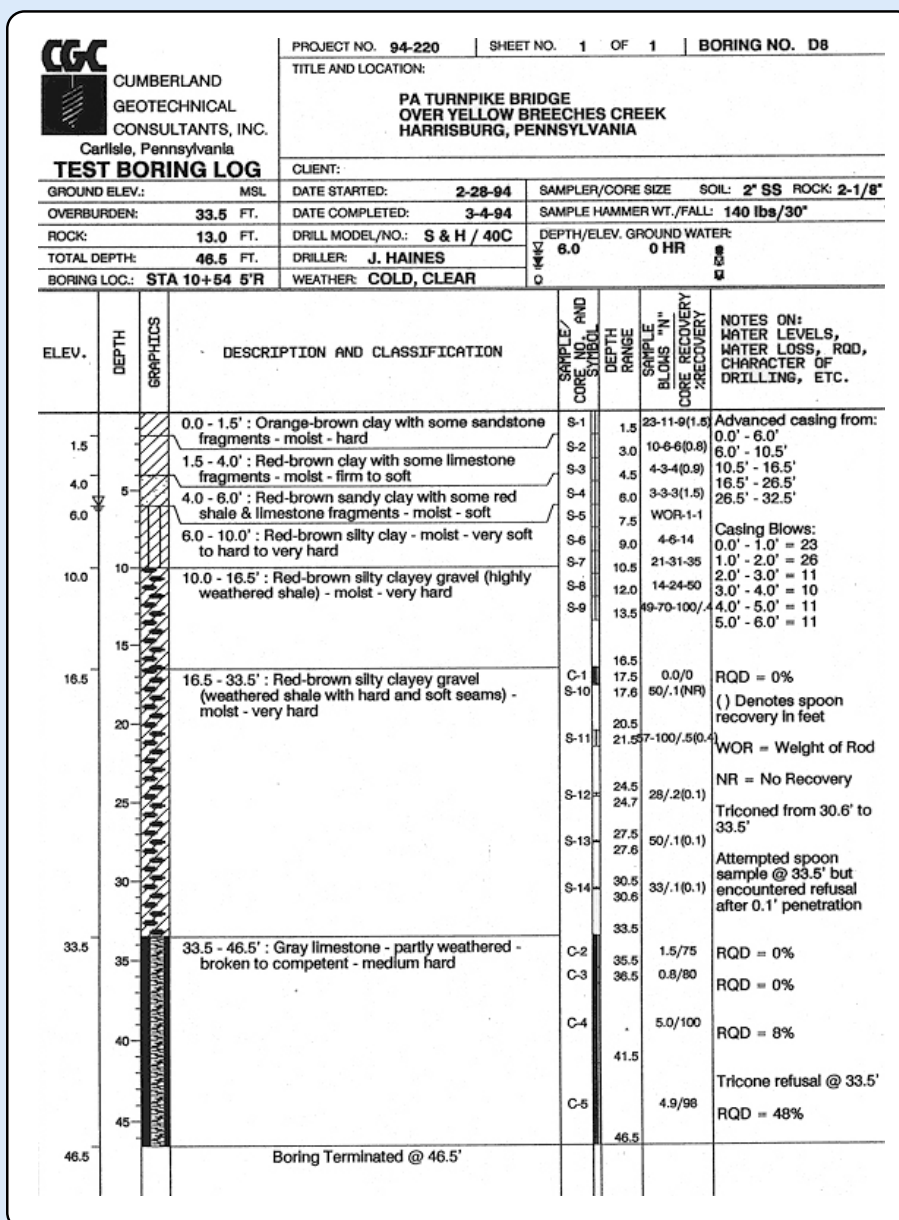 CGC
CUMBERLAND
GEOTECHNICAL
CONSULTANTS, INC.
Carlisle, Pennsylvania
TEST BORING LOG
PROJECT NO. 94-220 SHEET NO. 1 OF 1 BORING NO. D8
TITLE AND LOCATION:
PA TURNPIKE BRIDGE
OVER YELLOW BREECHES CREEK
HARRISBURG, PENNSYLVANIA
CLIENT:
GROUND ELEV.: MSL DATE STARTED: 2-28-94 SAMPLER/CORE SIZE SOIL: 2" SS ROCK: 2-1/8"
OVERBURDEN: 33.5 FT. DATE COMPLETED: 3-4-94 SAMPLE HAMMER WT./FALL: 140 lbs/30"
ROCK: 13.0 FT. DRILL MODEL/NO.: S & H / 40C DEPTH/ELEV. GROUND WATER:
6.0 0 HR
TOTAL DEPTH: 46.5 FT. DRILLER: J. HAINES
BORING LOC.: STA 10+54 5'R WEATHER: COLD, CLEAR
ELEV.
DEPTH
GRAPHICS
DESCRIPTION AND CLASSIFICATION
SAMPLE/
CORE NO. AND
SYMBOL
DEPTH
RANGE
SAMPLE
BLOWS "N"
CORE RECOVERY
%RECOVERY
NOTES ON:
WATER LEVELS,
WATER LOSS, RQD,
CHARACTER OF
DRILLING, ETC.
1.5
4.0
6.0
10.0
16.5
33.5
46.5
5
10
15
20
25
30
35
40
45
0.0 - 1.5' : Orange-brown clay with some sandstone
fragments - moist - hard
1.5 - 4.0' : Red-brown clay with some limestone
fragments - moist - firm to soft
4.0 - 6.0' : Red-brown sandy clay with some red
shale & limestone fragments - moist - soft
6.0 - 10.0' : Red-brown silty clay - moist - very soft
to hard to very hard
10.0 - 16.5' : Red-brown silty clayey gravel (highly
weathered shale) - moist - very hard
16.5 - 33.5' : Red-brown silty clayey gravel
(weathered shale with hard and soft seams) -
moist - very hard
33.5 - 46.5' : Gray limestone - partly weathered -
broken to competent - medium hard
Boring Terminated @ 46.5'
S-1
S-2
S-3
S-4
S-5
S-6
S-7
S-8
S-9
C-1
S-10
S-11
S-12
S-13
S-14
C-2
C-3
C-4
C-5
1.5
3.0
4.5
6.0
7.5
9.0
10.5
12.0
13.5
16.5
17.5
17.6
20.5
21.5
24.5
24.7
27.5
27.6
30.5
30.6
33.5
35.5
36.5
41.5
46.5
23-11-9(1.5)
10-6-6(0.8)
4-3-4(0.9)
3-3-3(1.5)
WOR-1-1
4-6-14
21-31-35
14-24-50
49-70-100/.4
0.0/0
50/.1(NR)
57-100/.5(0.4)
28/.2(0.1)
50/.1(0.1)
33/.1(0.1)
1.5/75
0.8/80
5.0/100
4.9/98
Advanced casing from:
0.0' - 6.0'
6.0' - 10.5'
10.5' - 16.5'
16.5' - 26.5'
26.5' - 32.5'
Casing Blows:
0.0' - 1.0' = 23
1.0' - 2.0' = 26
2.0' - 3.0' = 11
3.0' - 4.0' = 10
4.0' - 5.0' = 11
5.0' - 6.0' = 11
RQD = 0%
( ) Denotes spoon
recovery in feet
WOR = Weight of Rod
NR = No Recovery
Triconed from 30.6' to
33.5'
Attempted spoon
sample @ 33.5' but
encountered refusal
after 0.1' penetration
RQD = 0%
RQD = 0%
RQD = 8%
Tricone refusal @ 33.5'
RQD = 48%